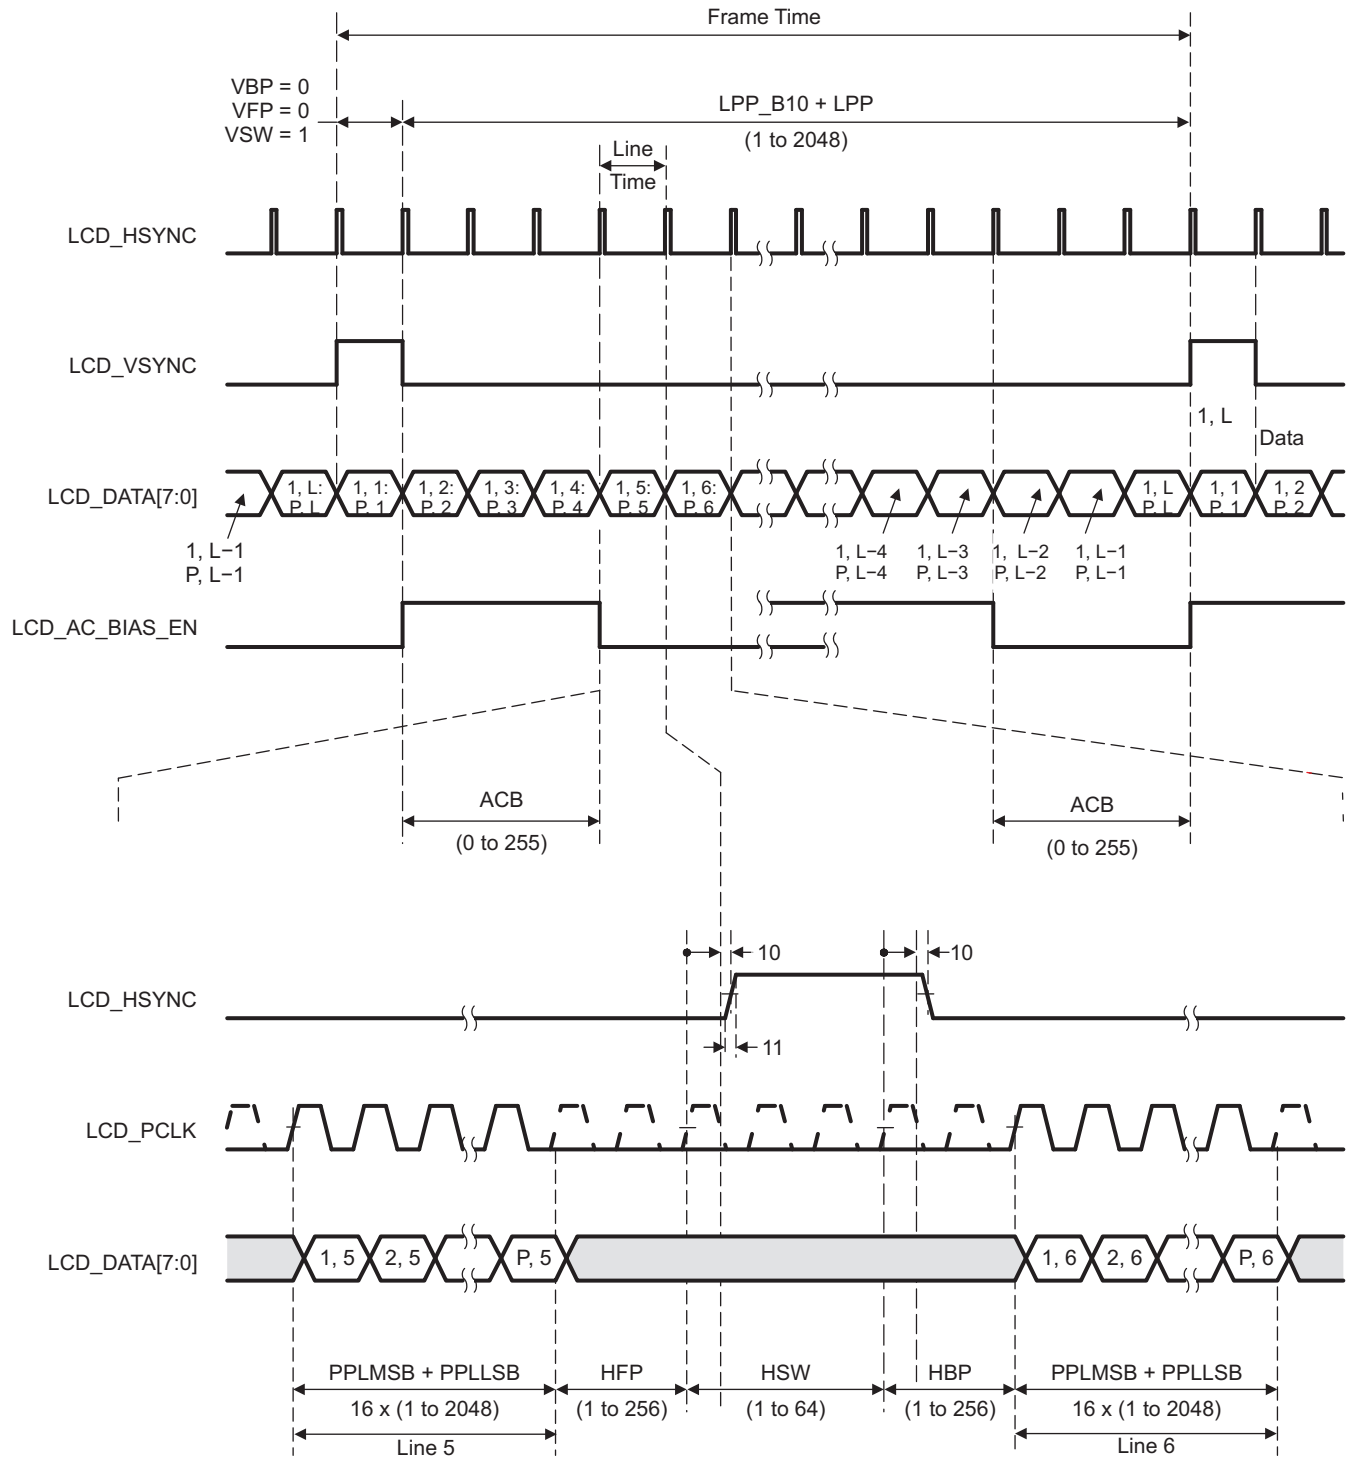 Frame Time
VBP = 0
VFP = 0
VSW = 1
LPP_B10 + LPP
(1 to 2048)
Line
Time
LCD_HSYNC
LCD_VSYNC
1, L
Data
LCD_DATA[7:0]
1, L:
P, L
1, 1:
P, 1
1, 2:
P, 2
1, 3:
P, 3
1, 4:
P, 4
1, 5:
P, 5
1, 6:
P, 6
1, L
P, L
1, 1
P, 1
1, 2
P, 2
1, L−1
P, L−1
1, L−4
P, L−4
1, L−3
P, L−3
1, L−2
P, L−2
1, L−1
P, L−1
LCD_AC_BIAS_EN
ACB
(0 to 255)
ACB
(0 to 255)
10
10
LCD_HSYNC
11
LCD_PCLK
LCD_DATA[7:0]
1, 5
2, 5
P, 5
1, 6
2, 6
P, 6
PPLMSB + PPLLSB
HFP
HSW
HBP
PPLMSB + PPLLSB
16 x (1 to 2048)
(1 to 256)
(1 to 64)
(1 to 256)
16 x (1 to 2048)
Line 5
Line 6